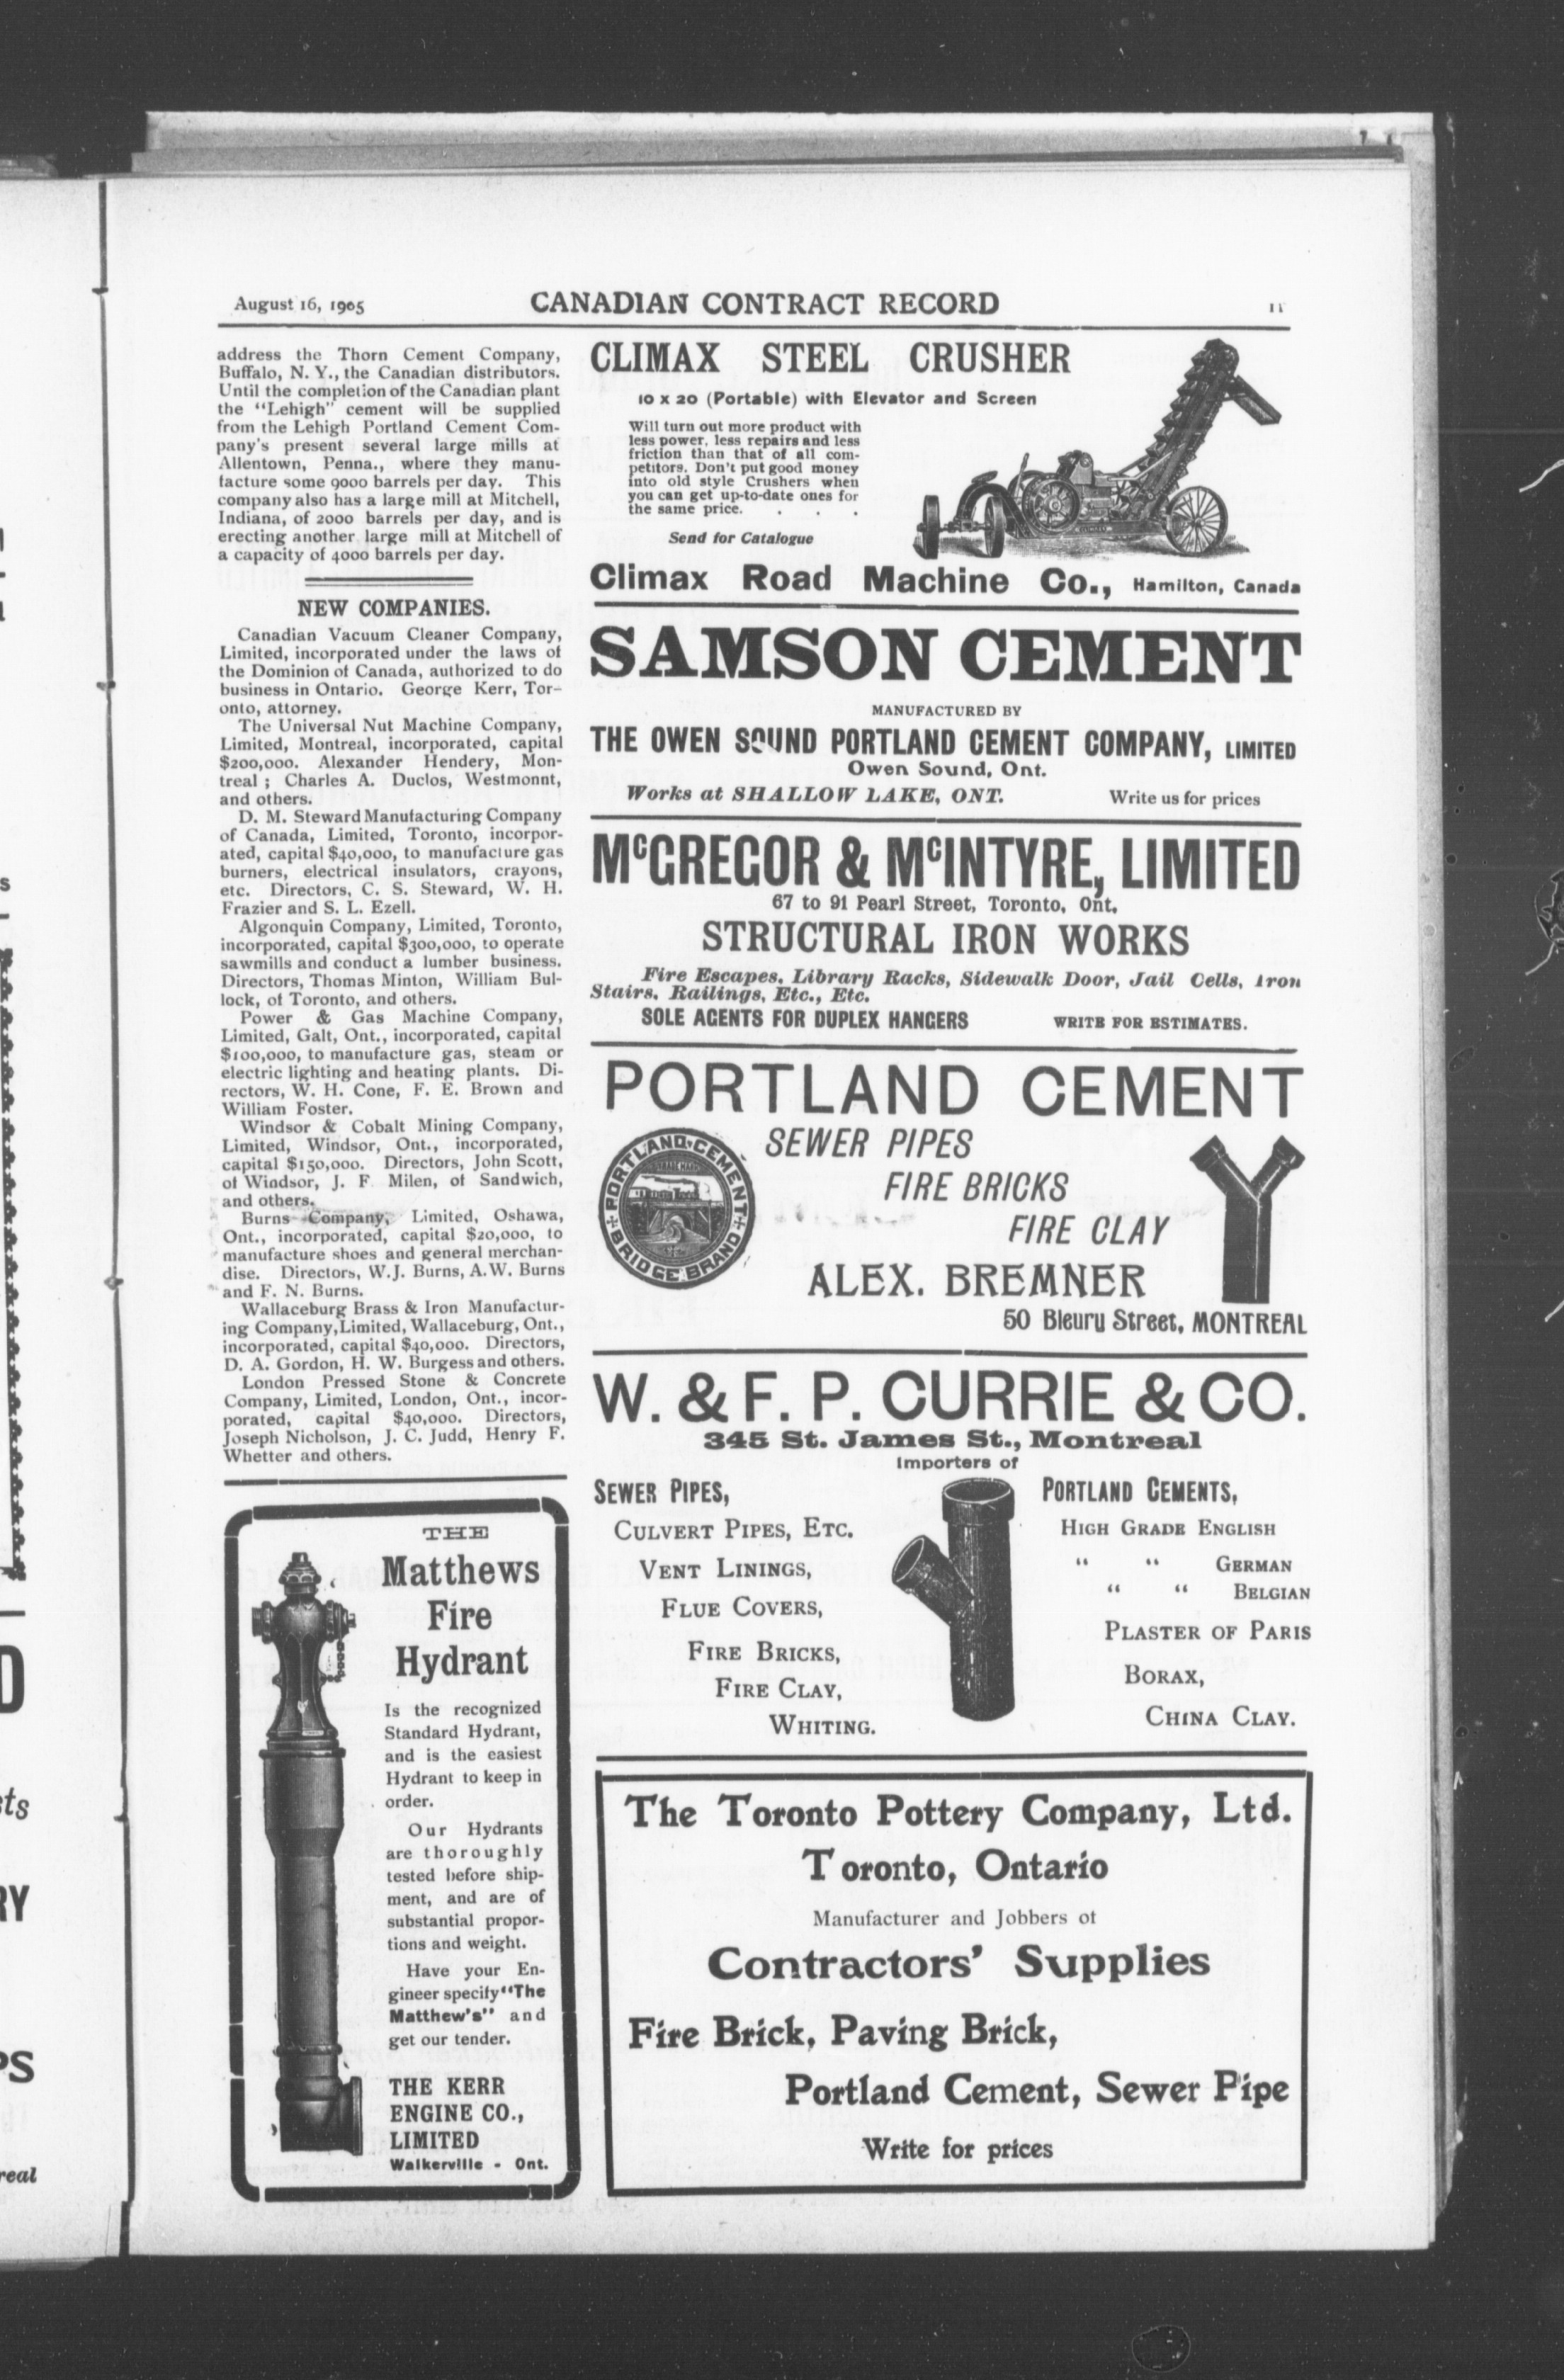 August 16, 1905
CANADIAN CONTRACT RECORD
11
address the Thorn Cement Company,
Buffalo, N. Y., the Canadian distributors.
Until the completion of the Canadian plant
the "Lehigh" cement will be supplied
from the Lehigh Portland Cement Com-
pany's present several large mills at
Allentown, Penna., where they manu-
facture some 9000 barrels per day. This
company also has a large mill at Mitchell,
Indiana, of 2000 barrels per day, and is
erecting another large mill at Mitchell of
a capacity of 4000 barrels per day.
NEW COMPANIES.
Canadian Vacuum Cleaner Company,
Limited, incorporated under the laws of
the Dominion of Canada, authorized to do
business in Ontario. George Kerr, Tor-
onto, attorney.
The Universal Nut Machine Company,
Limited, Montreal, incorporated, capital
$200,000. Alexander Hendery, Mon-
treal ; Charles A. Duclos, Westmonnt,
and others.
D. M. Steward Manufacturing Company
of Canada, Limited, Toronto, incorpor-
ated, capital $40,000, to manufacture gas
burners, electrical insulators, crayons,
etc. Directors, C. S. Steward, W. H.
Frazier and S. L. Ezell.
Algonquin Company, Limited, Toronto,
incorporated, capital $300,000, to operate
sawmills and conduct a lumber business.
Directors, Thomas Minton, William Bul-
lock, of Toronto, and others.
Power & Gas Machine Company,
Limited, Galt, Ont., incorporated, capital
$100,000, to manufacture gas, steam or
electric lighting and heating plants. Di-
rectors, W. H. Cone, F. E. Brown and
William Foster.
Windsor & Cobalt Mining Company,
Limited, Windsor, Ont., incorporated,
capital $150,000. Directors, John Scott,
of Windsor, J. F. Milen, of Sandwich,
and others.
Burns Company, Limited, Oshawa,
Ont., incorporated, capital $20,000, to
manufacture shoes and general merchan-
dise. Directors, W.J. Burns, A.W. Burns
and F. N. Burns.
Wallaceburg Brass & Iron Manufactur-
ing Company, Limited, Wallaceburg, Ont.,
incorporated, capital $40,000. Directors,
D. A. Gordon, H. W. Burgess and others.
London Pressed Stone & Concrete
Company, Limited, London, Ont., incor-
porated, capital $40,000. Directors,
Joseph Nicholson, J. C. Judd, Henry F.
Whetter and others.
THE
Matthews
Fire
Hydrant
Is the recognized
Standard Hydrant,
and is the easiest
Hydrant to keep in
order.
Our Hydrants
are thoroughly
tested before ship-
ment, and are of
substantial propor-
tions and weight.
Have your En-
gineer specify "The
Matthew's" and
get our tender.
THE KERR
ENGINE CO.,
LIMITED
Walkerville - Ont.
CLIMAX STEEL CRUSHER
10 x 20 (Portable) with Elevator and Screen
Will turn out more product with
less power, less repairs and less
friction than that of all com-
petitors. Don't put good money
into old style Crushers when
you can get up-to-date ones for
the same price. . . .
Send for Catalogue
Climax Road Machine Co., Hamilton, Canada
SAMSON CEMENT
MANUFACTURED BY
THE OWEN SOUND PORTLAND CEMENT COMPANY, LIMITED
Owen Sound, Ont.
Works at SHALLOW LAKE, ONT. Write us for prices
McGREGOR & McINTYRE, LIMITED
67 to 91 Pearl Street, Toronto, Ont,
STRUCTURAL IRON WORKS
Fire Escapes, Library Racks, Sidewalk Door, Jail Cells, Iron
Stairs, Railings, Etc., Etc.
SOLE AGENTS FOR DUPLEX HANGERS WRITE FOR ESTIMATES.
PORTLAND CEMENT
PORTLAND CEMENT
TRADE MARK
BRIDGE BRAND
SEWER PIPES
FIRE BRICKS
FIRE CLAY
ALEX. BREMNER
50 Bleury Street, MONTREAL
W. & F. P. CURRIE & CO.
345 St. James St., Montreal
Importers of
SEWER PIPES,
CULVERT PIPES, ETC.
VENT LININGS,
FLUE COVERS,
FIRE BRICKS,
FIRE CLAY,
WHITING.
PORTLAND CEMENTS,
HIGH GRADE ENGLISH
" " GERMAN
" " BELGIAN
PLASTER OF PARIS
BORAX,
CHINA CLAY.
The Toronto Pottery Company, Ltd.
Toronto, Ontario
Manufacturer and Jobbers of
Contractors' Supplies
Fire Brick, Paving Brick,
Portland Cement, Sewer Pipe
Write for prices